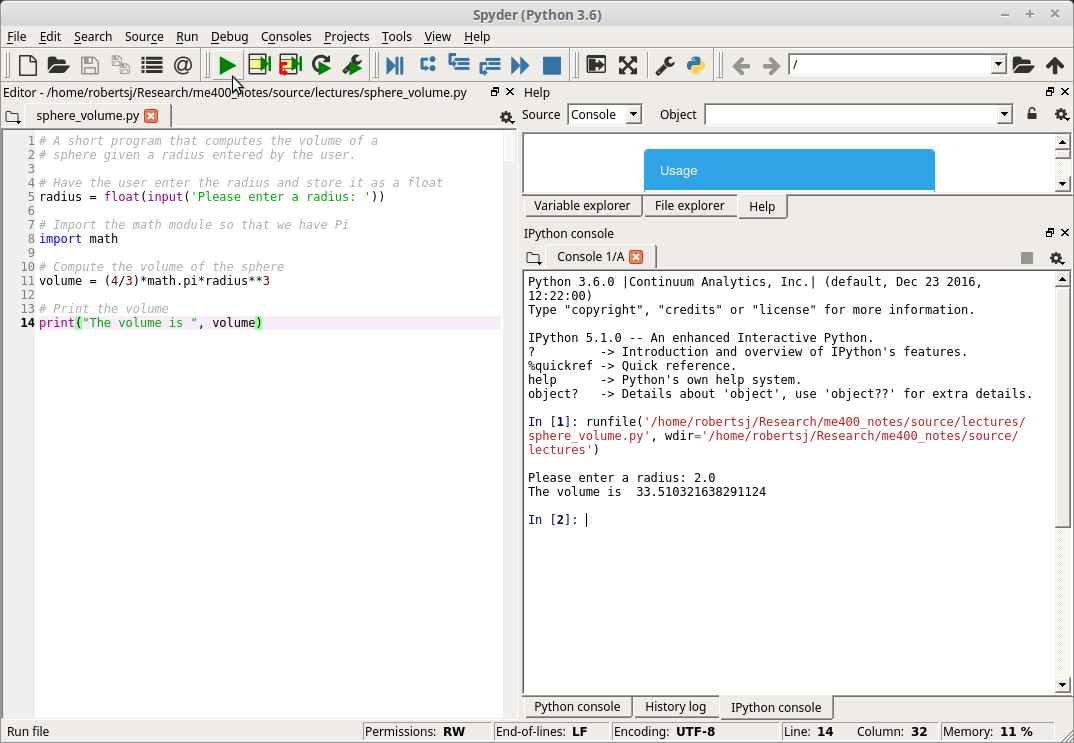 Spyder (Python 3.6)
File Edit Search Source Run Debug Consoles Projects Tools View Help
/
Editor - /home/robertsj/Research/me400_notes/source/lectures/sphere_volume.py
sphere_volume.py
1 # A short program that computes the volume of a
2 # sphere given a radius entered by the user.
3
4 # Have the user enter the radius and store it as a float
5 radius = float(input('Please enter a radius: '))
6
7 # Import the math module so that we have Pi
8 import math
9
10 # Compute the volume of the sphere
11 volume = (4/3)*math.pi*radius**3
12
13 # Print the volume
14 print("The volume is ", volume)
Help
Source Console Object
Usage
Variable explorer File explorer Help
IPython console
Console 1/A
Python 3.6.0 |Continuum Analytics, Inc.| (default, Dec 23 2016,
12:22:00)
Type "copyright", "credits" or "license" for more information.
IPython 5.1.0 -- An enhanced Interactive Python.
?         -> Introduction and overview of IPython's features.
%quickref -> Quick reference.
help      -> Python's own help system.
object?   -> Details about 'object', use 'object??' for extra details.
In [1]: runfile('/home/robertsj/Research/me400_notes/source/lectures/
sphere_volume.py', wdir='/home/robertsj/Research/me400_notes/source/
lectures')
Please enter a radius: 2.0
The volume is  33.510321638291124
In [2]:
Python console History log IPython console
Run file Permissions: RW End-of-lines: LF Encoding: UTF-8 Line: 14 Column: 32 Memory: 11 %